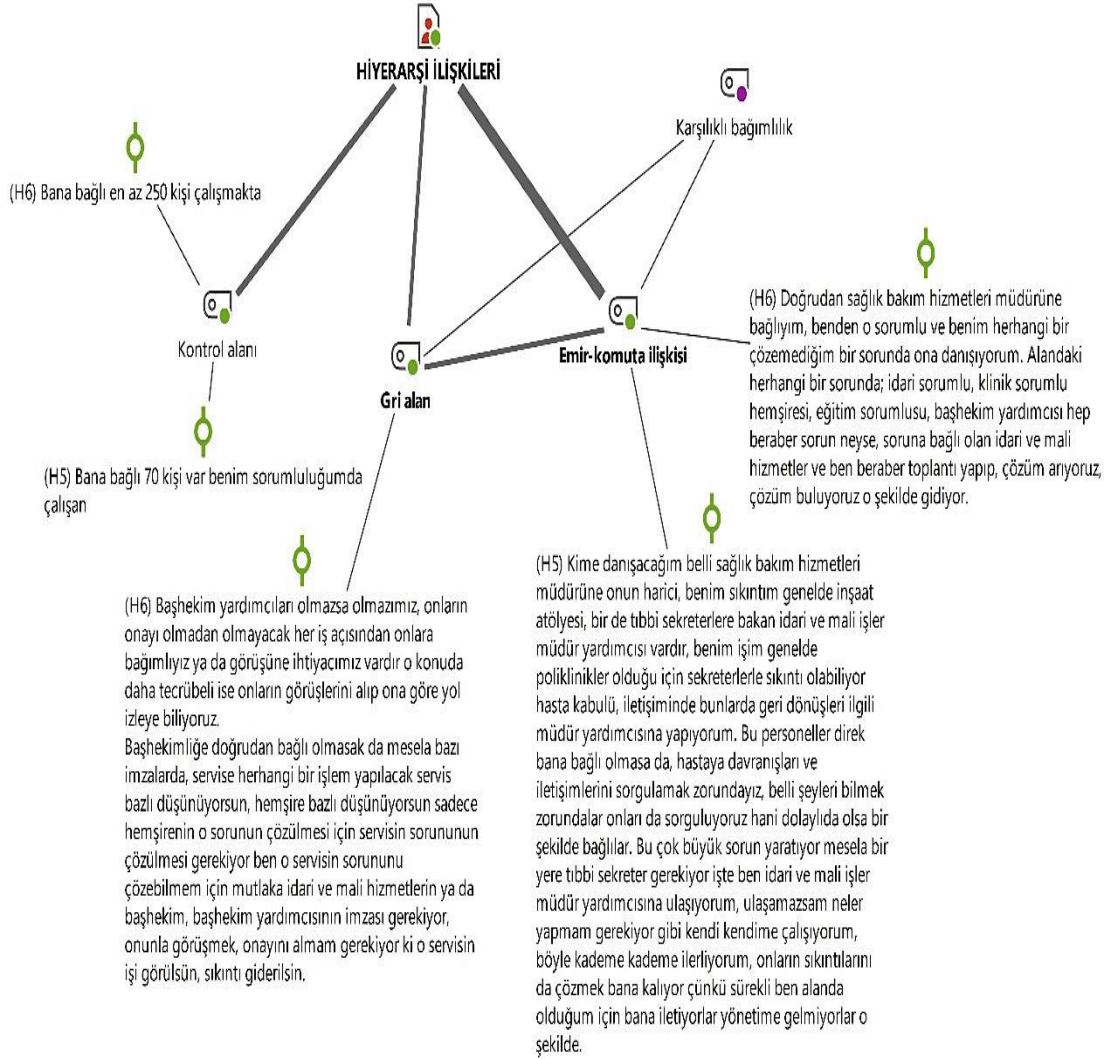 HİYERARŞİ İLİŞKİLERİ
Karşılıklı bağımlılık
(H6) Bana bağlı en az 250 kişi çalışmakta
Kontrol alanı
Gri alan
Emir-komuta ilişkisi
(H5) Bana bağlı 70 kişi var benim sorumluluğumda
çalışan
(H6) Doğrudan sağlık bakım hizmetleri müdürüne
bağlıyım, benden o sorumlu ve benim herhangi bir
çözemediğim bir sorunda ona danışıyorum. Alandaki
herhangi bir sorunda; idari sorumlu, klinik sorumlu
hemşiresi, eğitim sorumlusu, başhekim yardımcısı hep
beraber sorun neyse, soruna bağlı olan idari ve mali
hizmetler ve ben beraber toplantı yapıp, çözüm arıyoruz,
çözüm buluyoruz o şekilde gidiyor.
(H6) Başhekim yardımcıları olmazsa olmazımız, onların
onayı olmadan olmayacak her iş açısından onlara
bağımlıyız ya da görüşüne ihtiyacımız vardır o konuda
daha tecrübeli ise onların görüşlerini alıp ona göre yol
izleye biliyoruz.
Başhekimliğe doğrudan bağlı olmasak da mesela bazı
imzalarda, servise herhangi bir işlem yapılacak servis
bazlı düşünüyorsun, hemşire bazlı düşünüyorsun sadece
hemşirenin o sorunun çözülmesi için servisin sorununun
çözülmesi gerekiyor ben o servisin sorununu
çözebilmem için mutlaka idari ve mali hizmetlerin ya da
başhekim, başhekim yardımcısının imzası gerekiyor,
onunla görüşmek, onayını almam gerekiyor ki o servisin
işi görülsün, sıkıntı giderilsin.
(H5) Kime danışacağım belli sağlık bakım hizmetleri
müdürüne onun harici, benim sıkıntım genelde inşaat
atölyesi, bir de tıbbi sekreterlere bakan idari ve mali işler
müdür yardımcısı vardır, benim işim genelde
poliklinikler olduğu için sekreterlerle sıkıntı olabiliyor
hasta kabulü, iletişiminde bunlarda geri dönüşleri ilgili
müdür yardımcısına yapıyorum. Bu personeller direk
bana bağlı olmasa da, hastaya davranışları ve
iletişimlerini sorgulamak zorundayız, belli şeyleri bilmek
zorundalar onları da sorguluyoruz hani dolaylıda olsa bir
şekilde bağlılar. Bu çok büyük sorun yaratıyor mesela bir
yere tıbbi sekreter gerekiyor işte ben idari ve mali işler
müdür yardımcısına ulaşıyorum, ulaşamazsam neler
yapmam gerekiyor gibi kendi kendime çalışıyorum,
böyle kademe kademe ilerliyorum, onların sıkıntılarını
da çözmek bana kalıyor çünkü sürekli ben alanda
olduğum için bana iletiyorlar yönetime gelmiyorlar o
şekilde.